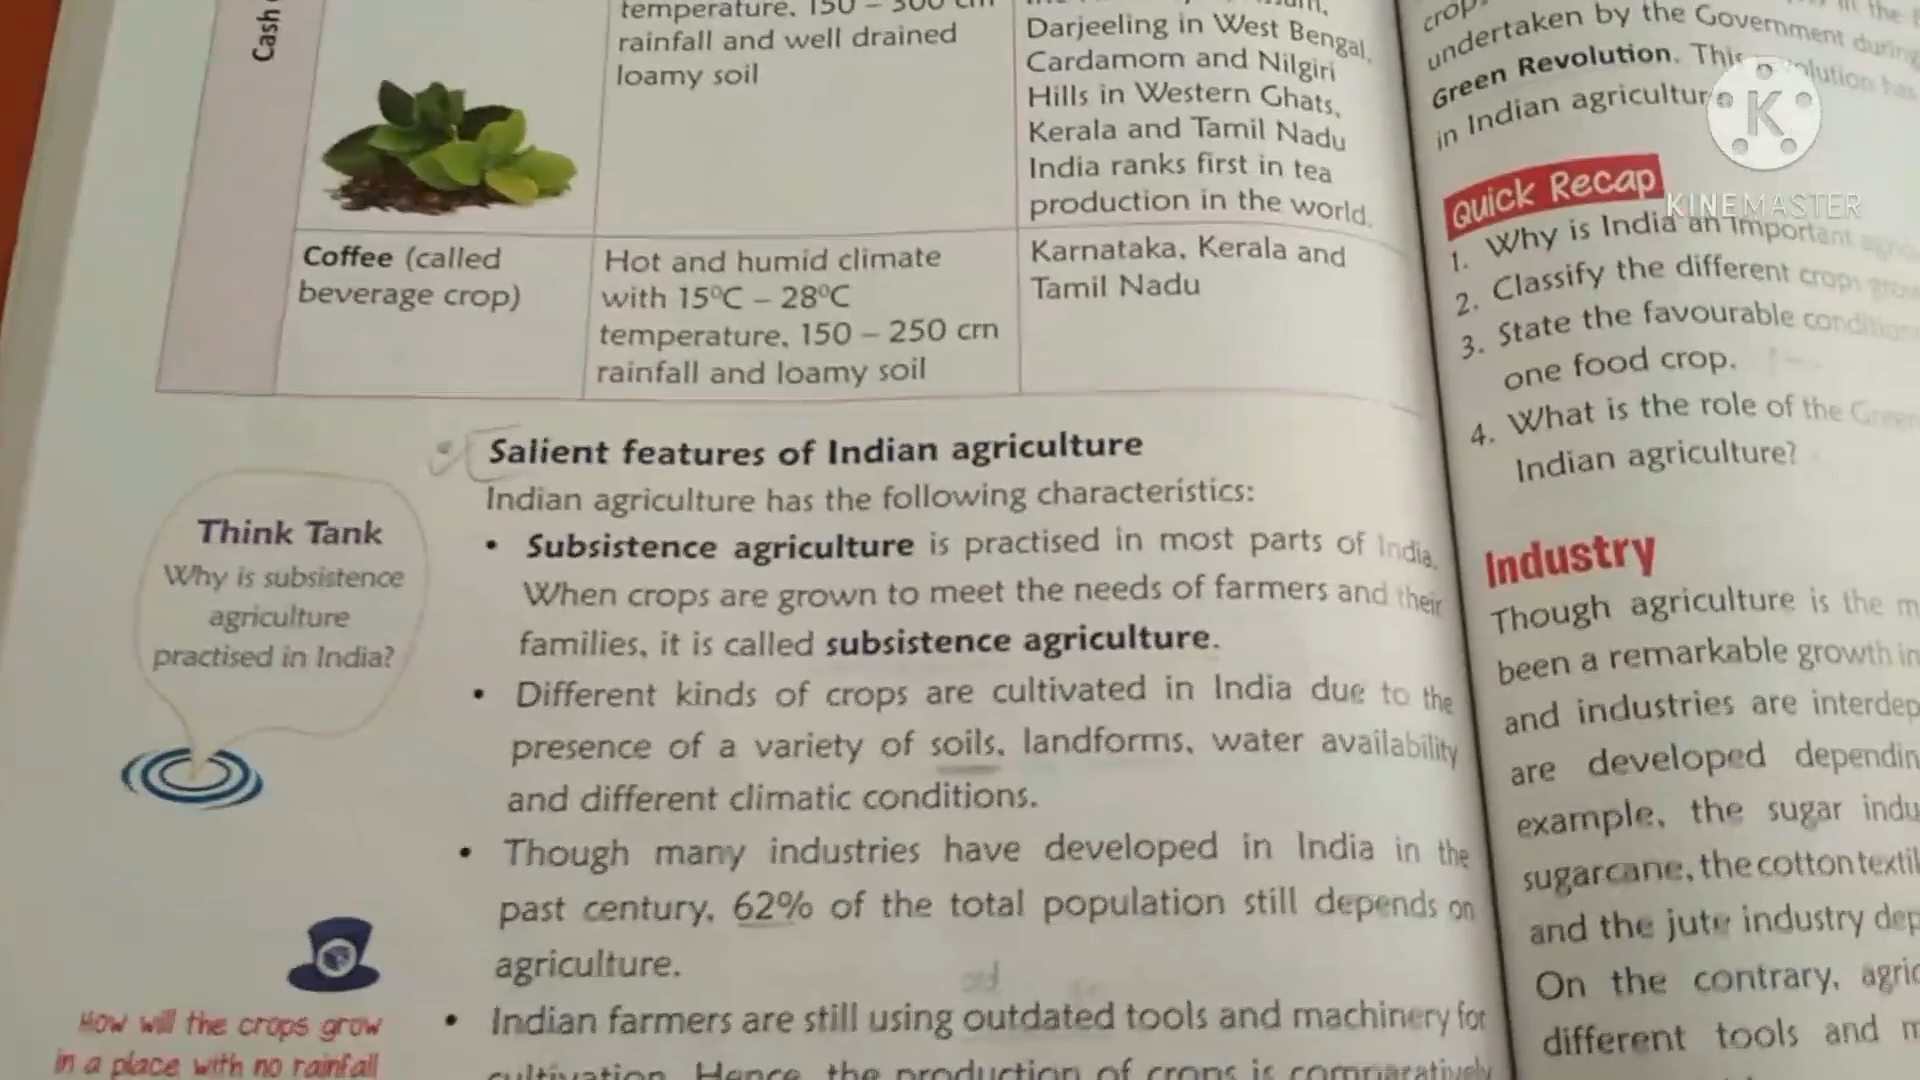 Cash
temperature, 150 – 300 cm
rainfall and well drained
loamy soil
Darjeeling in West Bengal,
Cardamom and Nilgiri
Hills in Western Ghats,
Kerala and Tamil Nadu
India ranks first in tea
production in the world.
Coffee (called
beverage crop)
Hot and humid climate
with 15°C – 28°C
temperature, 150 – 250 cm
rainfall and loamy soil
Karnataka, Kerala and
Tamil Nadu
Salient features of Indian agriculture
Indian agriculture has the following characteristics:
• Subsistence agriculture is practised in most parts of India.
When crops are grown to meet the needs of farmers and their
families, it is called subsistence agriculture.
• Different kinds of crops are cultivated in India due to the
presence of a variety of soils, landforms, water availability
and different climatic conditions.
• Though many industries have developed in India in the
past century, 62% of the total population still depends on
agriculture.
• Indian farmers are still using outdated tools and machinery for
cultivation. Hence, the production of crops is comparatively
Think Tank
Why is subsistence
agriculture
practised in India?
How will the crops grow
in a place with no rainfall
undertaken by the Government during
Green Revolution. This has
in Indian
K
KINEMASTER
Quick Recap
1. Why is India an important
2. Classify the different crops
3. State the favourable
one food crop.
4. What is the role of the Green
Indian agriculture?
Industry
Though agriculture is the
been a remarkable growth in
and industries are
are developed
example, the sugar
sugarcane, the cotton
and the jute industry
On the contrary,
different tools and